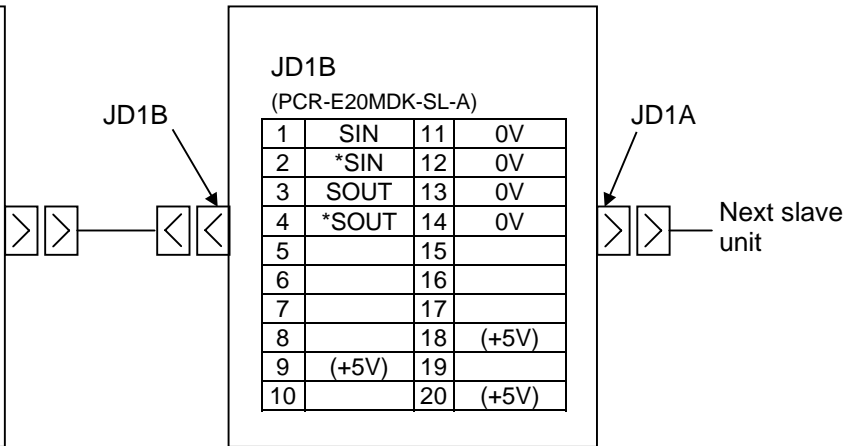 JD1B
(PCR-E20MDK-SL-A)
JD1B
JD1A
1 SIN 11 0V
2 *SIN 12 0V
3 SOUT 13 0V
4 *SOUT 14 0V
5 15
6 16
7 17
8 18 (+5V)
9 (+5V) 19
10 20 (+5V)
Next slave
unit